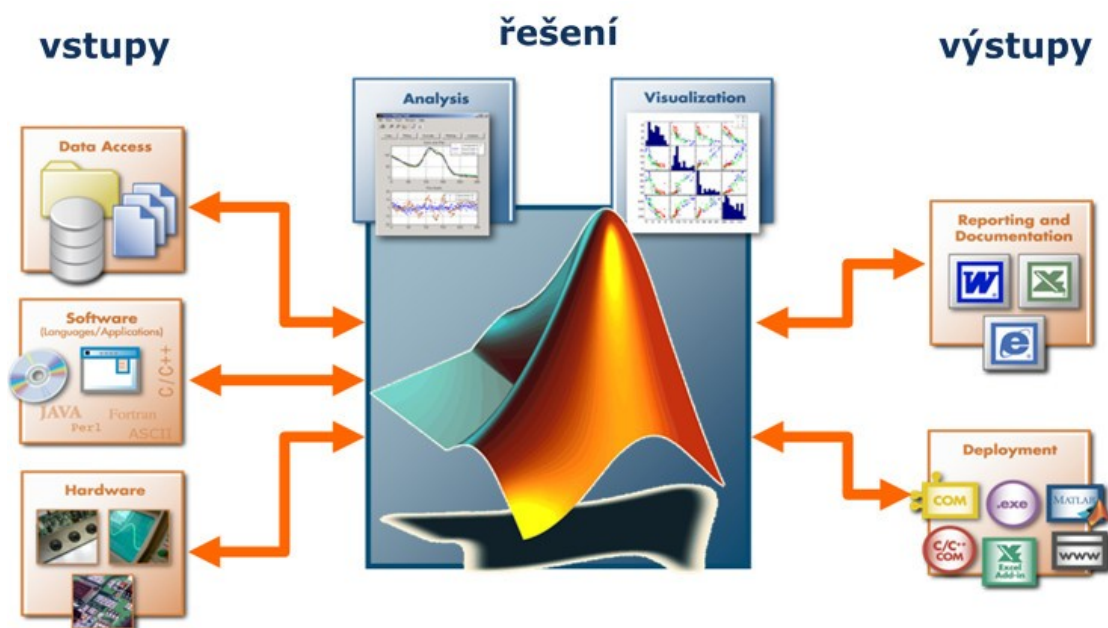 vstupy
řešení
výstupy
Analysis
Visualization
Data Access
Software
(Languages/Applications)
C/C++
JAVA
Fortran
Perl
ASCII
Hardware
Reporting and
Documentation
W
X
e
Deployment
COM
.exe
MATLAB
C/C++
COM
Excel
Add-in
www